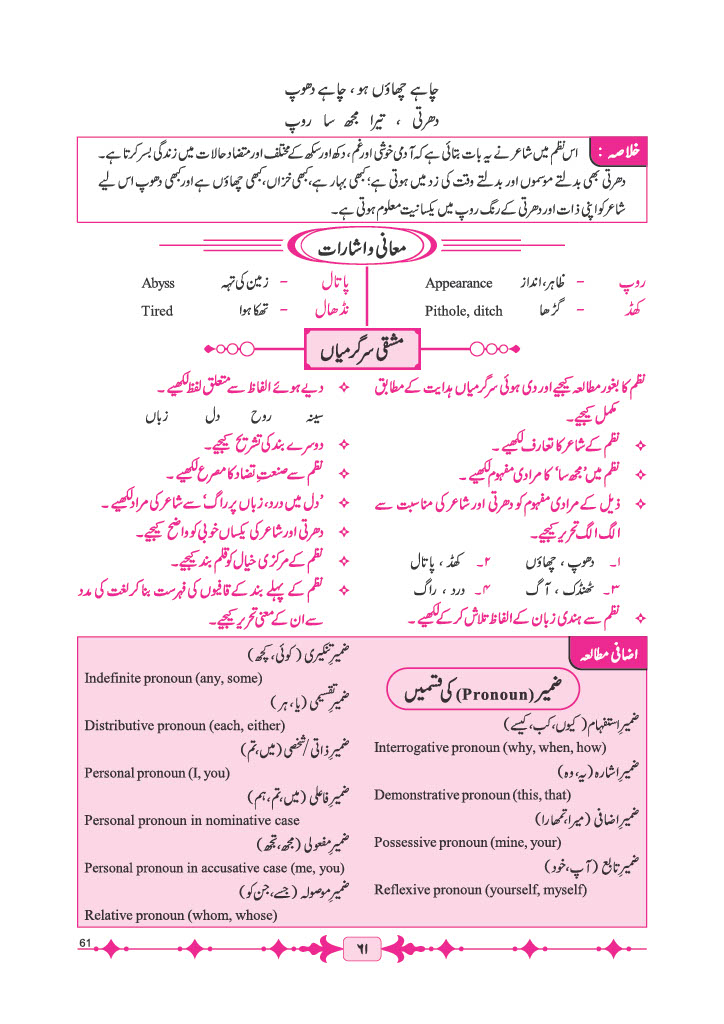 چاہے چھاؤں ہو ، چاہے دھوپ
دھرتی ، تیرا مجھ سا روپ
خلاصہ : اس نظم میں شاعر نے یہ بات بتائی ہے کہ آدمی خوشی اور غم، دکھ اور سکھ کے مختلف اور متضاد حالات میں زندگی بسر کرتا ہے۔
دھرتی بھی بدلتے موسموں اور بدلتے وقت کی زد میں ہوتی ہے؛ کبھی بہار ہے، کبھی خزاں، کبھی چھاؤں ہے اور کبھی دھوپ اس لیے
شاعر کو اپنی ذات اور دھرتی کے رنگ روپ میں یکسانیت معلوم ہوتی ہے۔
معانی و اشارات
روپ - ظاہر، انداز Appearance
کھڈ - گڑھا Pithole, ditch
پاتال - زمین کی تہہ Abyss
نڈھال - تھکا ہوا Tired
مشقی سرگرمیاں
نظم کا بغور مطالعہ کیجیے اور دی ہوئی سرگرمیاں ہدایت کے مطابق
مکمل کیجیے۔
نظم کے شاعر کا تعارف لکھیے۔
نظم میں 'مجھ سا' کا مرادی مفہوم لکھیے۔
ذیل کے مرادی مفہوم کو دھرتی اور شاعر کی مناسبت سے
الگ الگ تحریر کیجیے۔
۱۔ دھوپ ، چھاؤں ۲۔ کھڈ ، پاتال
۳۔ ٹھنڈک ، آگ ۴۔ درد ، راگ
نظم سے ہندی زبان کے الفاظ تلاش کر کے لکھیے۔
دیے ہوئے الفاظ سے متعلق لفظ لکھیے۔
سینہ روح دل زباں
دوسرے بند کی تشریح کیجیے۔
نظم سے صنعتِ تضاد کا مصرع لکھیے۔
'دل میں درد، زباں پر راگ' سے شاعر کی مراد لکھیے۔
دھرتی اور شاعر کی یکساں خوبی کو واضح کیجیے۔
نظم کے مرکزی خیال کو قلم بند کیجیے۔
نظم کے پہلے بند کے قافیوں کی فہرست بنا کر لغت کی مدد
سے ان کے معنی تحریر کیجیے۔
اضافی مطالعہ
ضمیر (Pronoun) کی قسمیں
ضمیرِ استفہام (کیوں، کب، کیسے)
Interrogative pronoun (why, when, how)
ضمیرِ اشارہ (یہ، وہ)
Demonstrative pronoun (this, that)
ضمیرِ اضافی (میرا، تمھارا)
Possessive pronoun (mine, your)
ضمیرِ تابع (آپ، خود)
Reflexive pronoun (yourself, myself)
ضمیرِ تنکیری (کوئی، کچھ)
Indefinite pronoun (any, some)
ضمیرِ تقسیمی (یا، ہر)
Distributive pronoun (each, either)
ضمیرِ ذاتی/شخصی (میں، تم)
Personal pronoun (I, you)
ضمیرِ فاعلی (میں، تم، ہم)
Personal pronoun in nominative case
ضمیرِ مفعولی (مجھ، تجھ)
Personal pronoun in accusative case (me, you)
ضمیرِ موصولہ (جسے، جن کو)
Relative pronoun (whom, whose)
61
۶۱